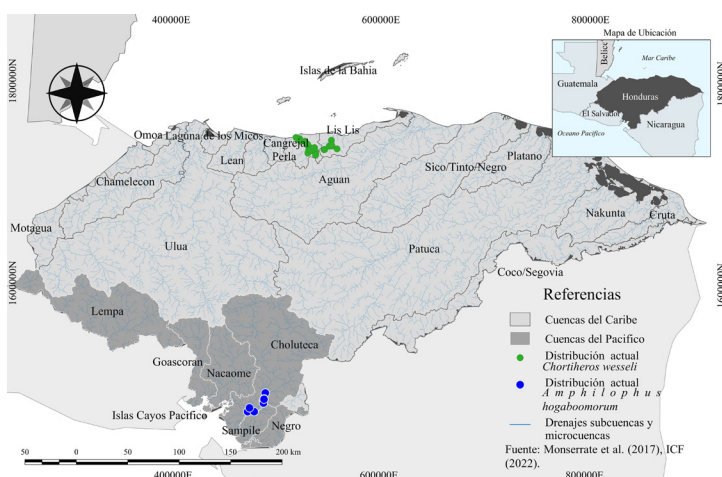 400000E
600000E
800000E
Mapa de Ubicación
Mar Caribe
Belice
Guatemala
Honduras
El Salvador
Nicaragua
Oceano Pacífico
1800000N
1800000N
Islas de la Bahia
Omoa
Laguna de los Micos
Lis Lis
Cangrejal
Perla
Lean
Chamelecon
Aguan
Sico/Tinto/Negro
Platano
Motagua
Ulua
Patuca
Nakunta
Cruta
Coco/Segovia
1600000N
1600000N
Lempa
Choluteca
Goascoran
Nacaome
Islas Cayos Pacifico
Sampile
Negro
Referencias
Cuencas del Caribe
Cuencas del Pacifico
Distribución actual
Chortiheros wesseli
Distribución actual
Amphilophus
hogaboomorum
Drenajes subcuencas y
microcuencas
Fuente: Monserrate et al. (2017), ICF
(2022).
50 0 50 100 150 200 km
400000E
600000E
800000E